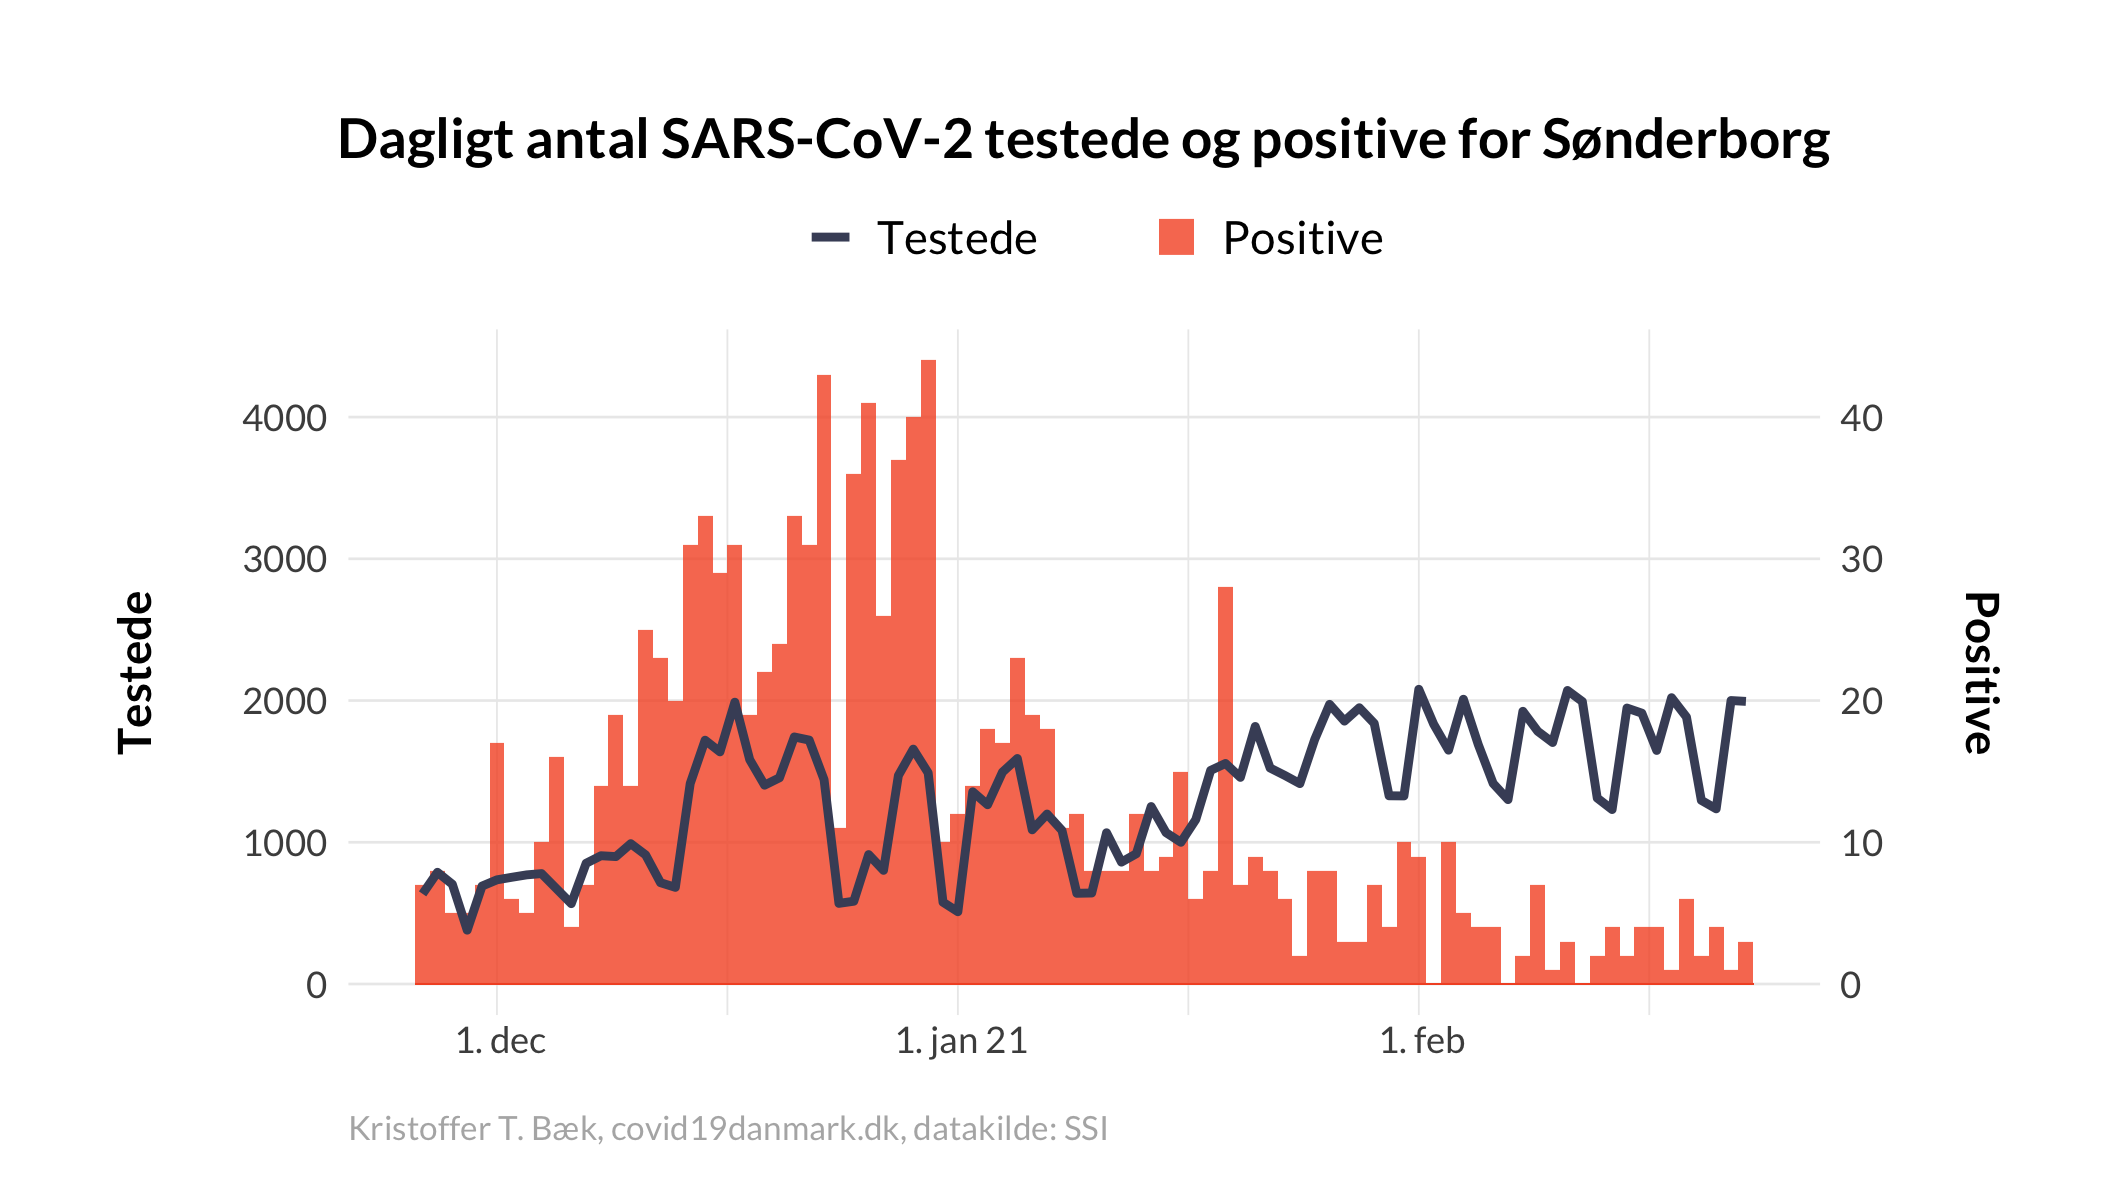 Dagligt antal SARS-CoV-2 testede og positive for Sønderborg
Testede Positive
4000 40
3000 30
Testede
Positive
2000 20
1000 10
0 0
1. dec 1. jan 21 1. feb
Kristoffer T. Bæk, covid19danmark.dk, datakilde: SSI